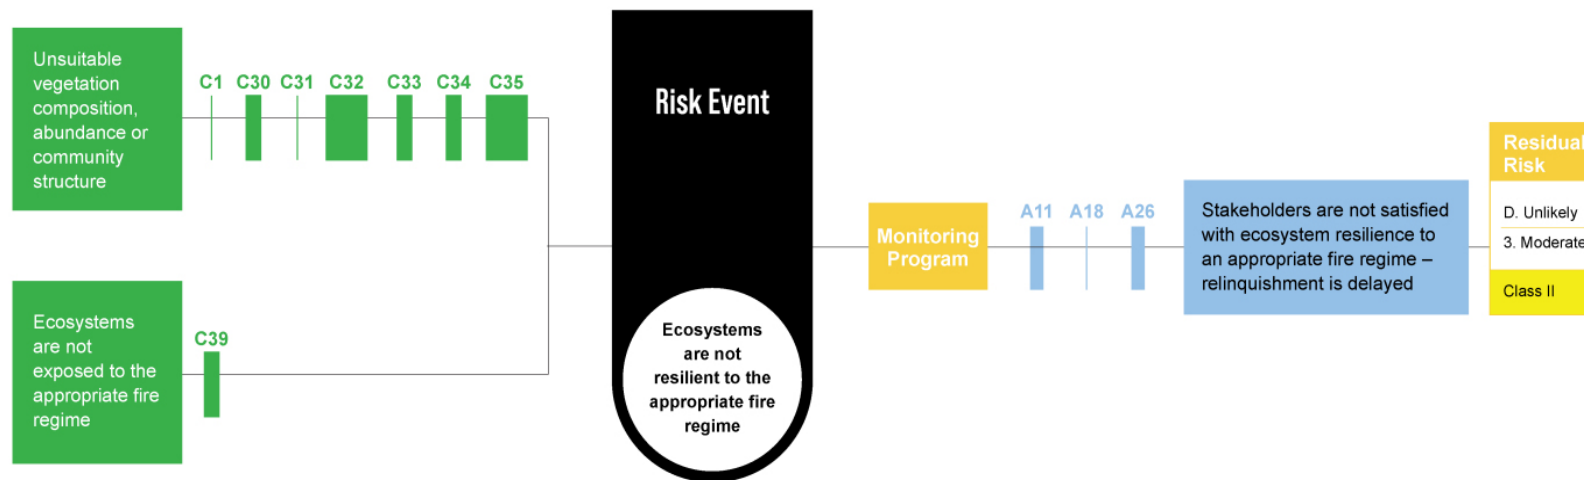 Unsuitable
vegetation
composition,
abundance or
community
structure
C1 C30 C31 C32 C33 C34 C35
Ecosystems
are not
exposed to the
appropriate fire
regime
C39
Risk Event
Ecosystems
are not
resilient to the
appropriate fire
regime
Monitoring
Program
A11 A18 A26
Stakeholders are not satisfied
with ecosystem resilience to
an appropriate fire regime –
relinquishment is delayed
Residual
Risk
D. Unlikely
3. Moderate
Class II